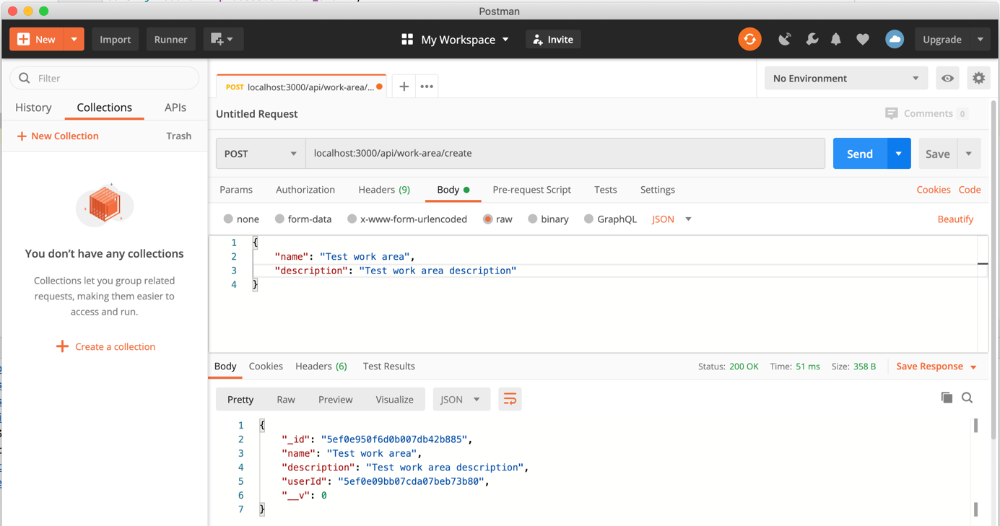 Postman
New
Import
Runner
My Workspace
Invite
Upgrade
Filter
History
Collections
APIs
New Collection
Trash
You don’t have any collections
Collections let you group related
requests, making them easier to
access and run.
Create a collection
POST localhost:3000/api/work-area/...
No Environment
Untitled Request
Comments 0
POST
localhost:3000/api/work-area/create
Send
Save
Params
Authorization
Headers (9)
Body
Pre-request Script
Tests
Settings
Cookies
Code
none
form-data
x-www-form-urlencoded
raw
binary
GraphQL
JSON
Beautify
1 {
2 "name": "Test work area",
3 "description": "Test work area description"
4 }
Body
Cookies
Headers (6)
Test Results
Status: 200 OK
Time: 51 ms
Size: 358 B
Save Response
Pretty
Raw
Preview
Visualize
JSON
1 {
2 "_id": "5ef0e950f6d0b007db42b885",
3 "name": "Test work area",
4 "description": "Test work area description",
5 "userId": "5ef0e09bb07cda07beb73b80",
6 "__v": 0
7 }